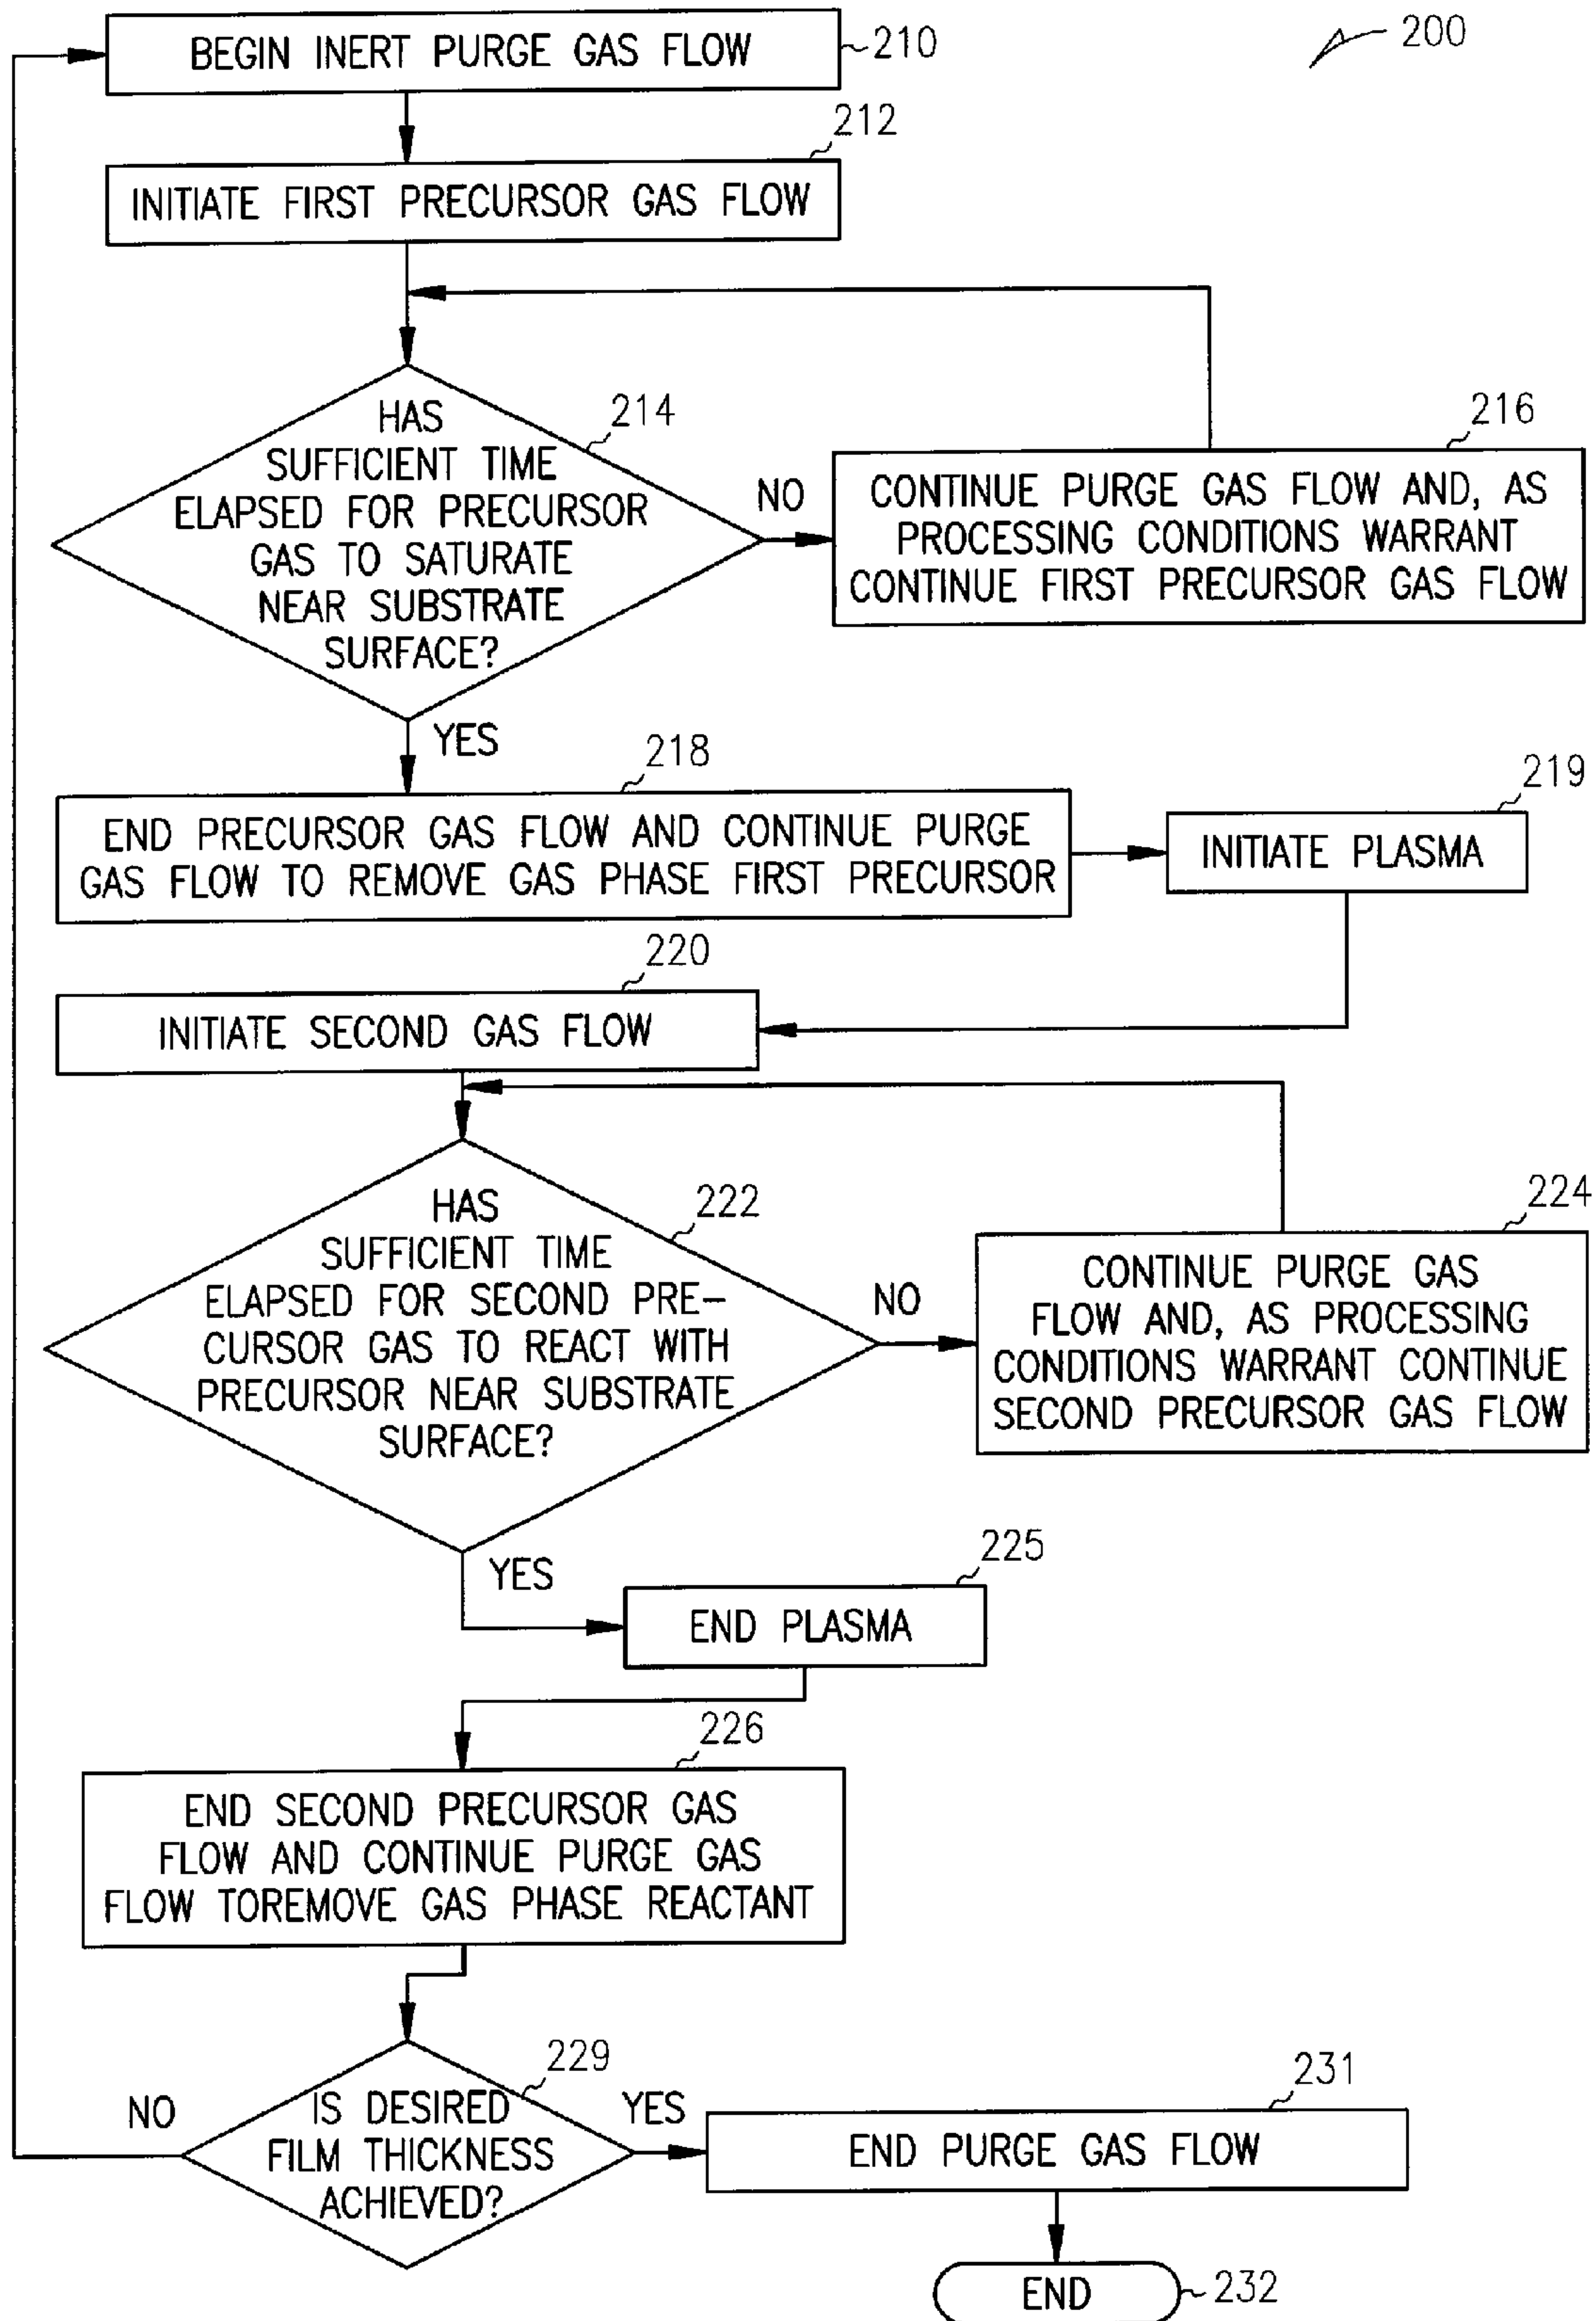 200
BEGIN INERT PURGE GAS FLOW
210
212
INITIATE FIRST PRECURSOR GAS FLOW
214
HAS
SUFFICIENT TIME
ELAPSED FOR PRECURSOR
GAS TO SATURATE
NEAR SUBSTRATE
SURFACE?
NO
216
CONTINUE PURGE GAS FLOW AND, AS
PROCESSING CONDITIONS WARRANT
CONTINUE FIRST PRECURSOR GAS FLOW
YES
218
END PRECURSOR GAS FLOW AND CONTINUE PURGE
GAS FLOW TO REMOVE GAS PHASE FIRST PRECURSOR
219
INITIATE PLASMA
220
INITIATE SECOND GAS FLOW
222
HAS
SUFFICIENT TIME
ELAPSED FOR SECOND PRE-
CURSOR GAS TO REACT WITH
PRECURSOR NEAR SUBSTRATE
SURFACE?
NO
224
CONTINUE PURGE GAS
FLOW AND, AS PROCESSING
CONDITIONS WARRANT CONTINUE
SECOND PRECURSOR GAS FLOW
YES
225
END PLASMA
226
END SECOND PRECURSOR GAS
FLOW AND CONTINUE PURGE GAS
FLOW TOREMOVE GAS PHASE REACTANT
229
IS DESIRED
FILM THICKNESS
ACHIEVED?
NO
YES
231
END PURGE GAS FLOW
END
232